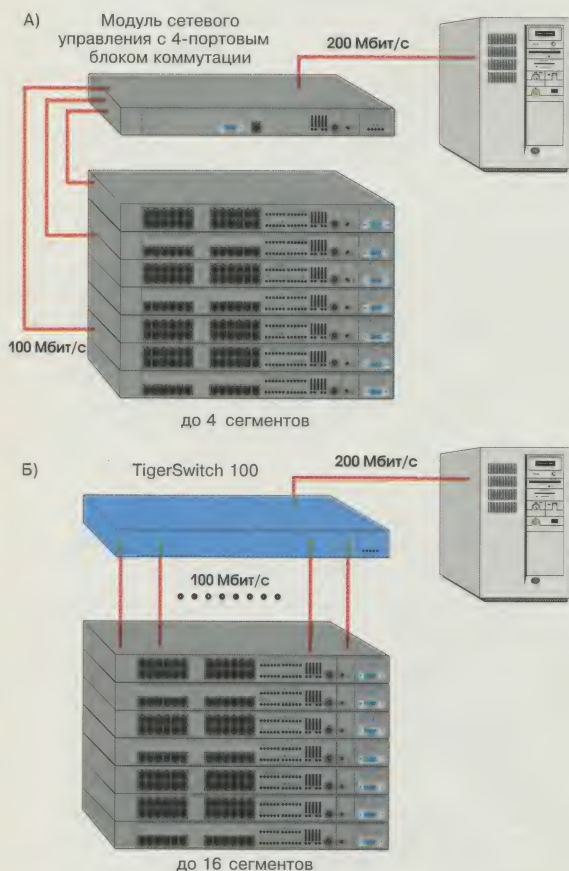 А)
Модуль сетевого
управления с 4-портовым
блоком коммутации
200 Мбит/с
100 Мбит/с
до 4 сегментов
Б)
TigerSwitch 100
200 Мбит/с
100 Мбит/с
до 16 сегментов